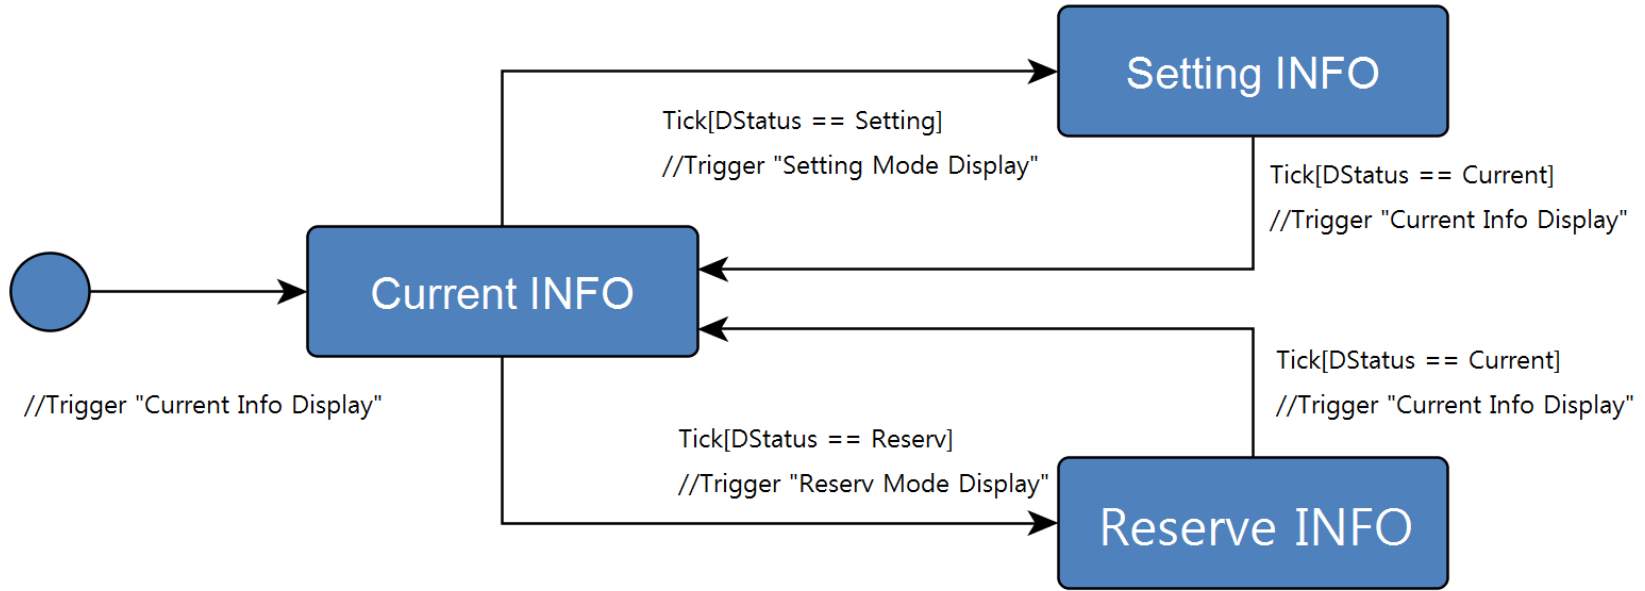 Setting INFO
Tick[DStatus == Setting]
//Trigger "Setting Mode Display"
Tick[DStatus == Current]
//Trigger "Current Info Display"
Current INFO
//Trigger "Current Info Display"
Tick[DStatus == Current]
//Trigger "Current Info Display"
Tick[DStatus == Reserv]
//Trigger "Reserv Mode Display"
Reserve INFO